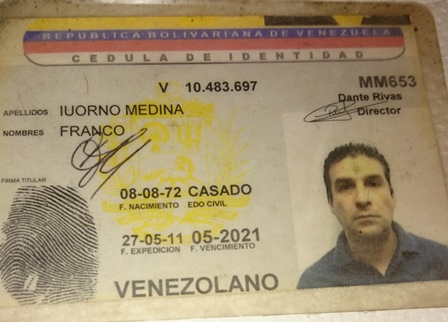 REPUBLICA BOLIVARIANA DE VENEZUELA
CEDULA DE IDENTIDAD
V 10.483.697
MM653
Dante Rivas
Director
APELLIDOS IUORNO MEDINA
NOMBRES FRANCO
FIRMA TITULAR
08-08-72 CASADO
F. NACIMIENTO EDO CIVIL
27-05-11 05-2021
F. EXPEDICION F. VENCIMIENTO
VENEZOLANO